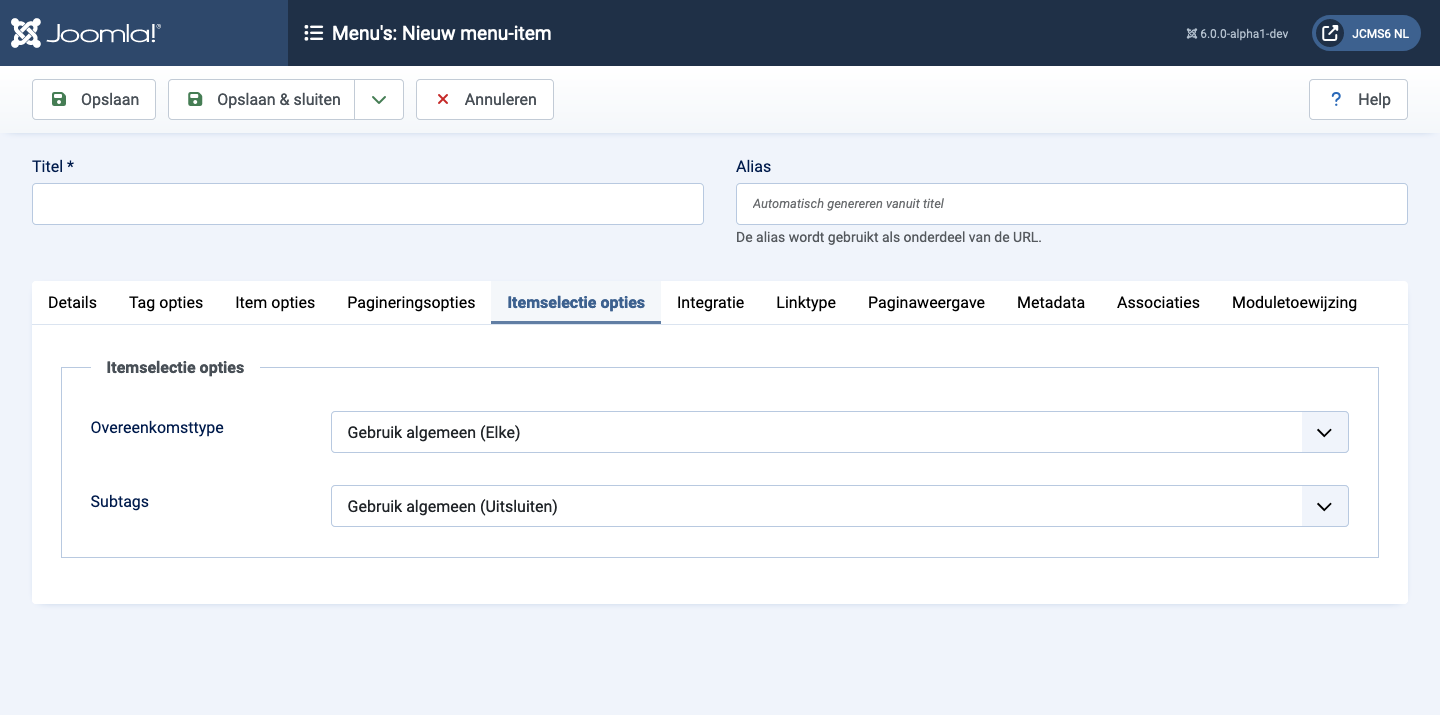 Joomla!®
Menu's: Nieuw menu-item
6.0.0-alpha1-dev
JCMS6 NL
Opslaan
Opslaan & sluiten
Annuleren
? Help
Titel *
Alias
Automatisch genereren vanuit titel
De alias wordt gebruikt als onderdeel van de URL.
Details Tag opties Item opties Pagineringsopties Itemselectie opties Integratie Linktype Paginaweergave Metadata Associaties Moduletoewijzing
Itemselectie opties
Overeenkomsttype
Gebruik algemeen (Elke)
Subtags
Gebruik algemeen (Uitsluiten)